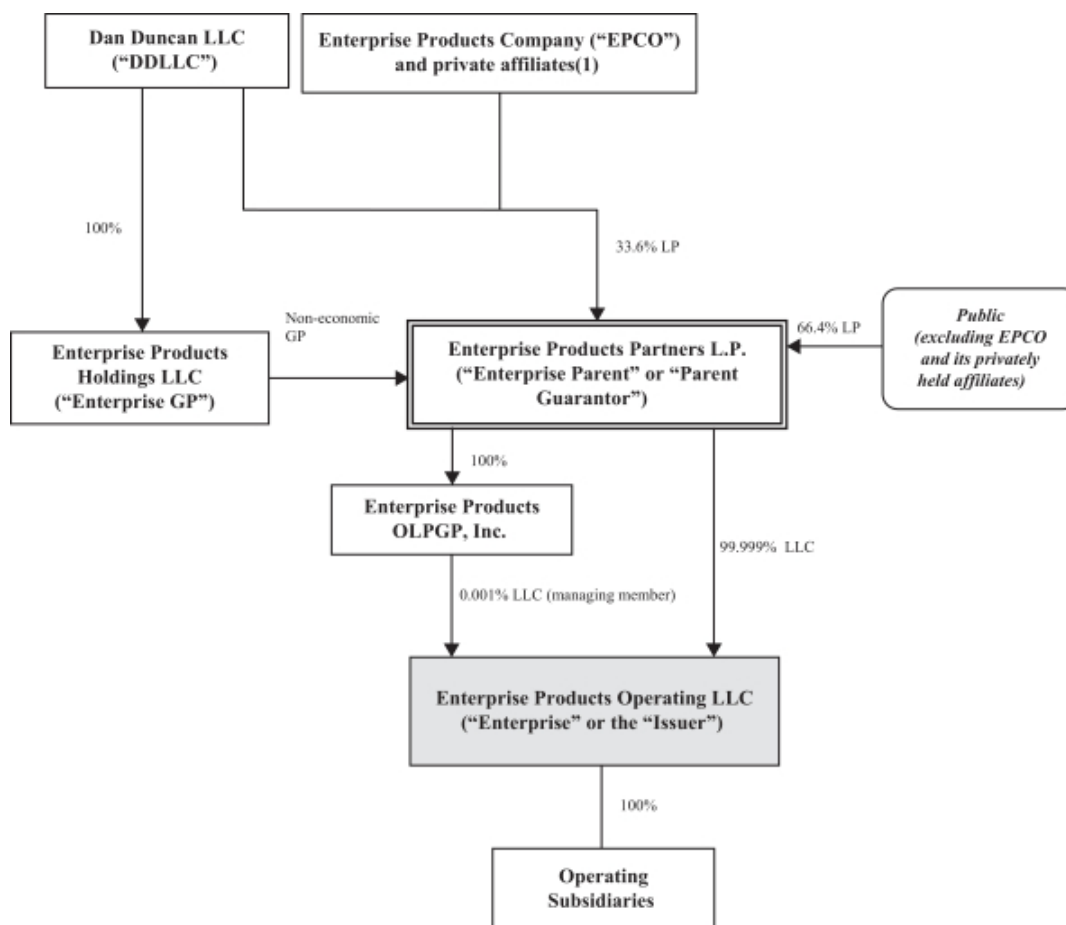 Dan Duncan LLC
(“DDLLC”)
Enterprise Products Company (“EPCO”)
and private affiliates(1)
100%
33.6% LP
Non-economic
GP
Enterprise Products
Holdings LLC
(“Enterprise GP”)
Enterprise Products Partners L.P.
(“Enterprise Parent” or “Parent
Guarantor”)
66.4% LP
Public
(excluding EPCO
and its privately
held affiliates)
100%
Enterprise Products
OLPGP, Inc.
99.999% LLC
0.001% LLC (managing member)
Enterprise Products Operating LLC
(“Enterprise” or the “Issuer”)
100%
Operating
Subsidiaries